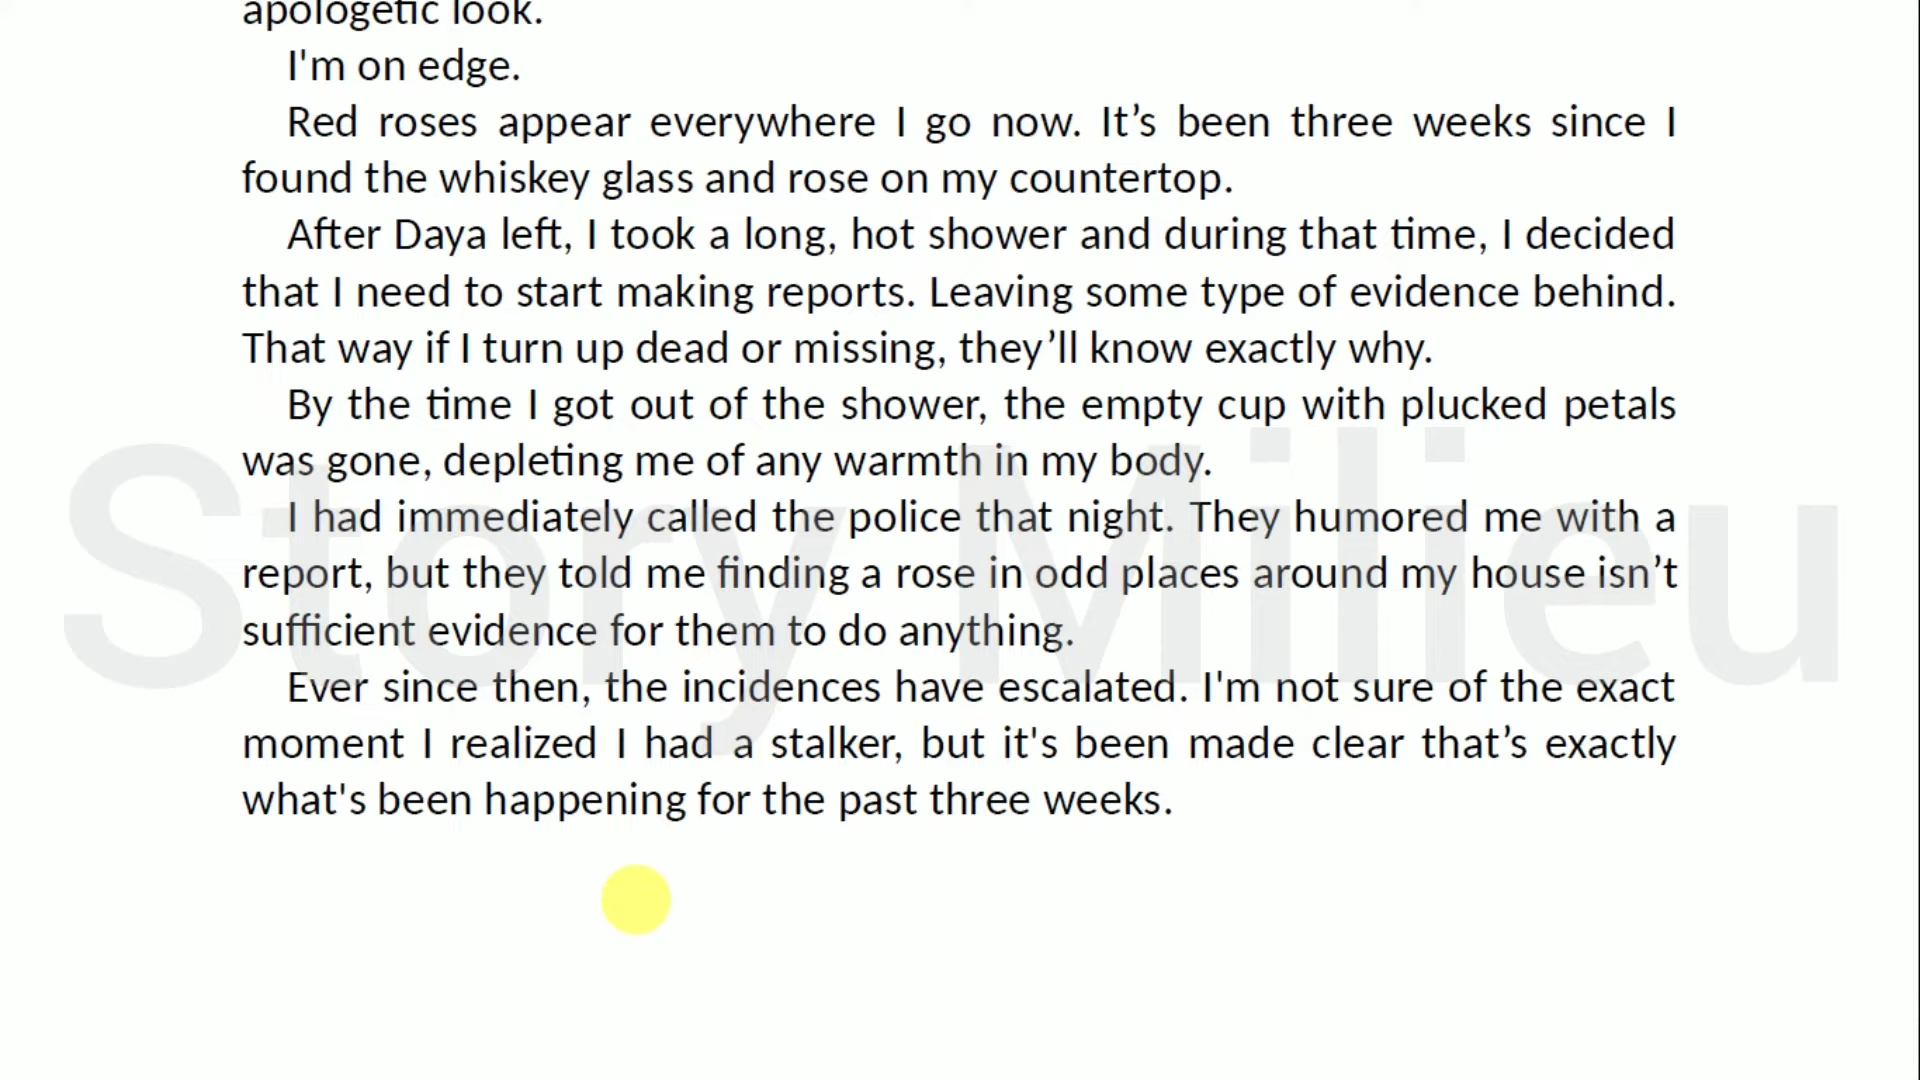 apologetic look.
I'm on edge.
Red roses appear everywhere I go now. It’s been three weeks since I
found the whiskey glass and rose on my countertop.
After Daya left, I took a long, hot shower and during that time, I decided
that I need to start making reports. Leaving some type of evidence behind.
That way if I turn up dead or missing, they’ll know exactly why.
By the time I got out of the shower, the empty cup with plucked petals
was gone, depleting me of any warmth in my body.
I had immediately called the police that night. They humored me with a
report, but they told me finding a rose in odd places around my house isn’t
sufficient evidence for them to do anything.
Ever since then, the incidences have escalated. I'm not sure of the exact
moment I realized I had a stalker, but it's been made clear that’s exactly
what's been happening for the past three weeks.
Story Milieu